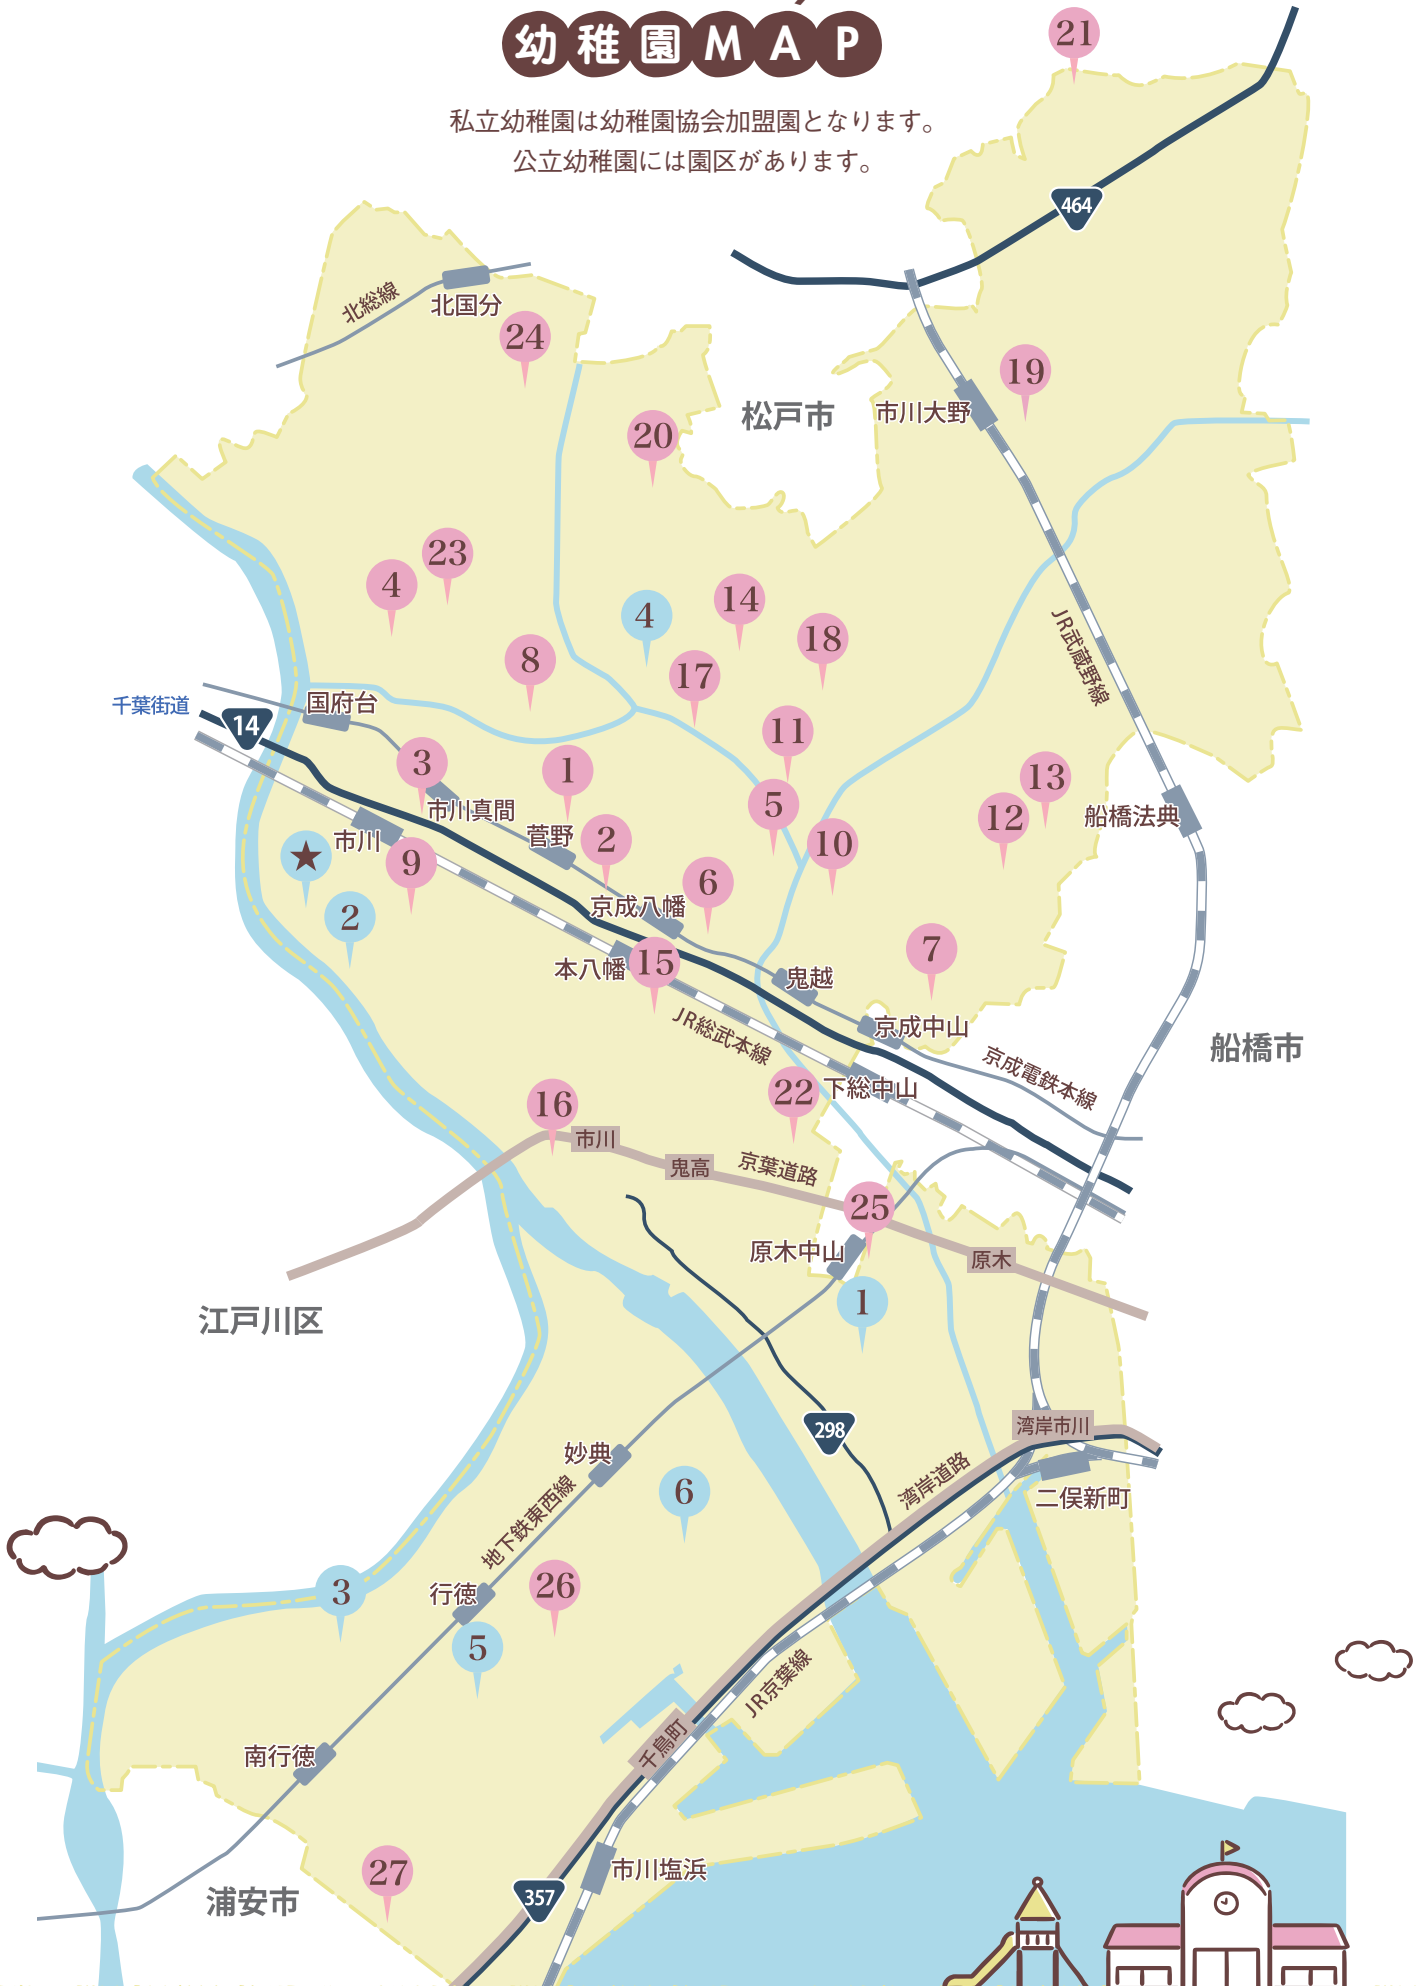 幼稚園MAP
私立幼稚園は幼稚園協会加盟園となります。
公立幼稚園には園区があります。
21
464
北総線
北国分
24
19
松戸市
市川大野
20
23
4
4
14
18
8
17
JR武蔵野線
国府台
千葉街道
14
11
3
1
13
5
市川真間
12
船橋法典
市川
菅野
2
10
★
9
6
京成八幡
2
7
本八幡
15
鬼越
JR総武本線
京成中山
船橋市
京成電鉄本線
22
下総中山
16
市川
鬼高
京葉道路
25
原木中山
原木
1
江戸川区
298
湾岸市川
妙典
湾岸道路
6
二俣新町
地下鉄東西線
3
行徳
26
5
JR京葉線
千鳥町
南行徳
27
市川塩浜
浦安市
357